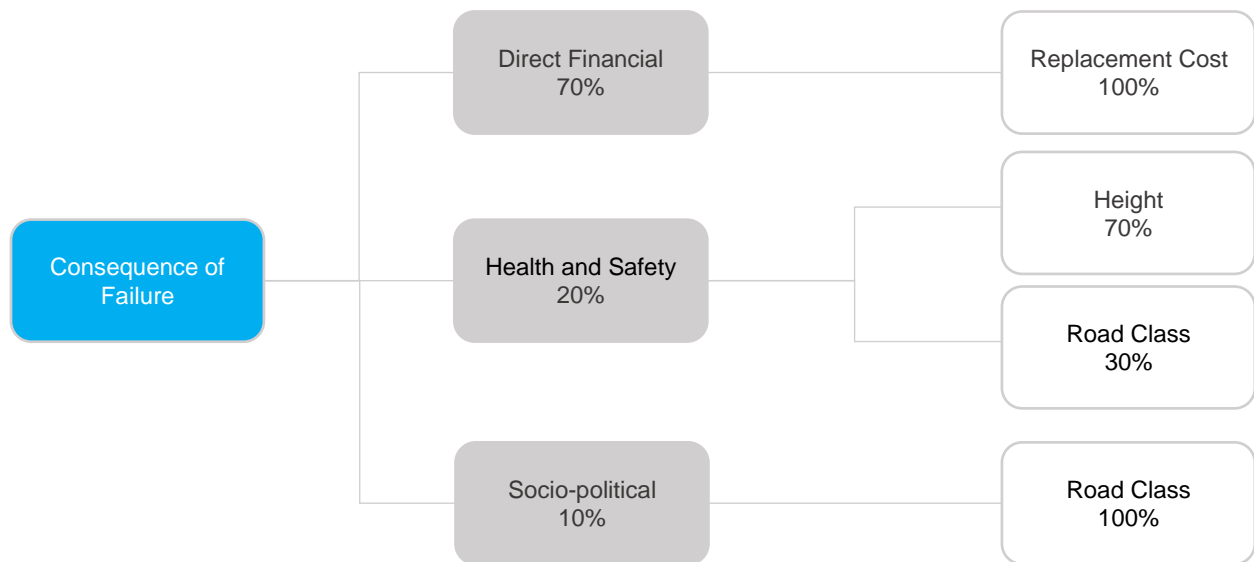 Consequence of
Failure
Direct Financial
70%
Replacement Cost
100%
Health and Safety
20%
Height
70%
Road Class
30%
Socio-political
10%
Road Class
100%